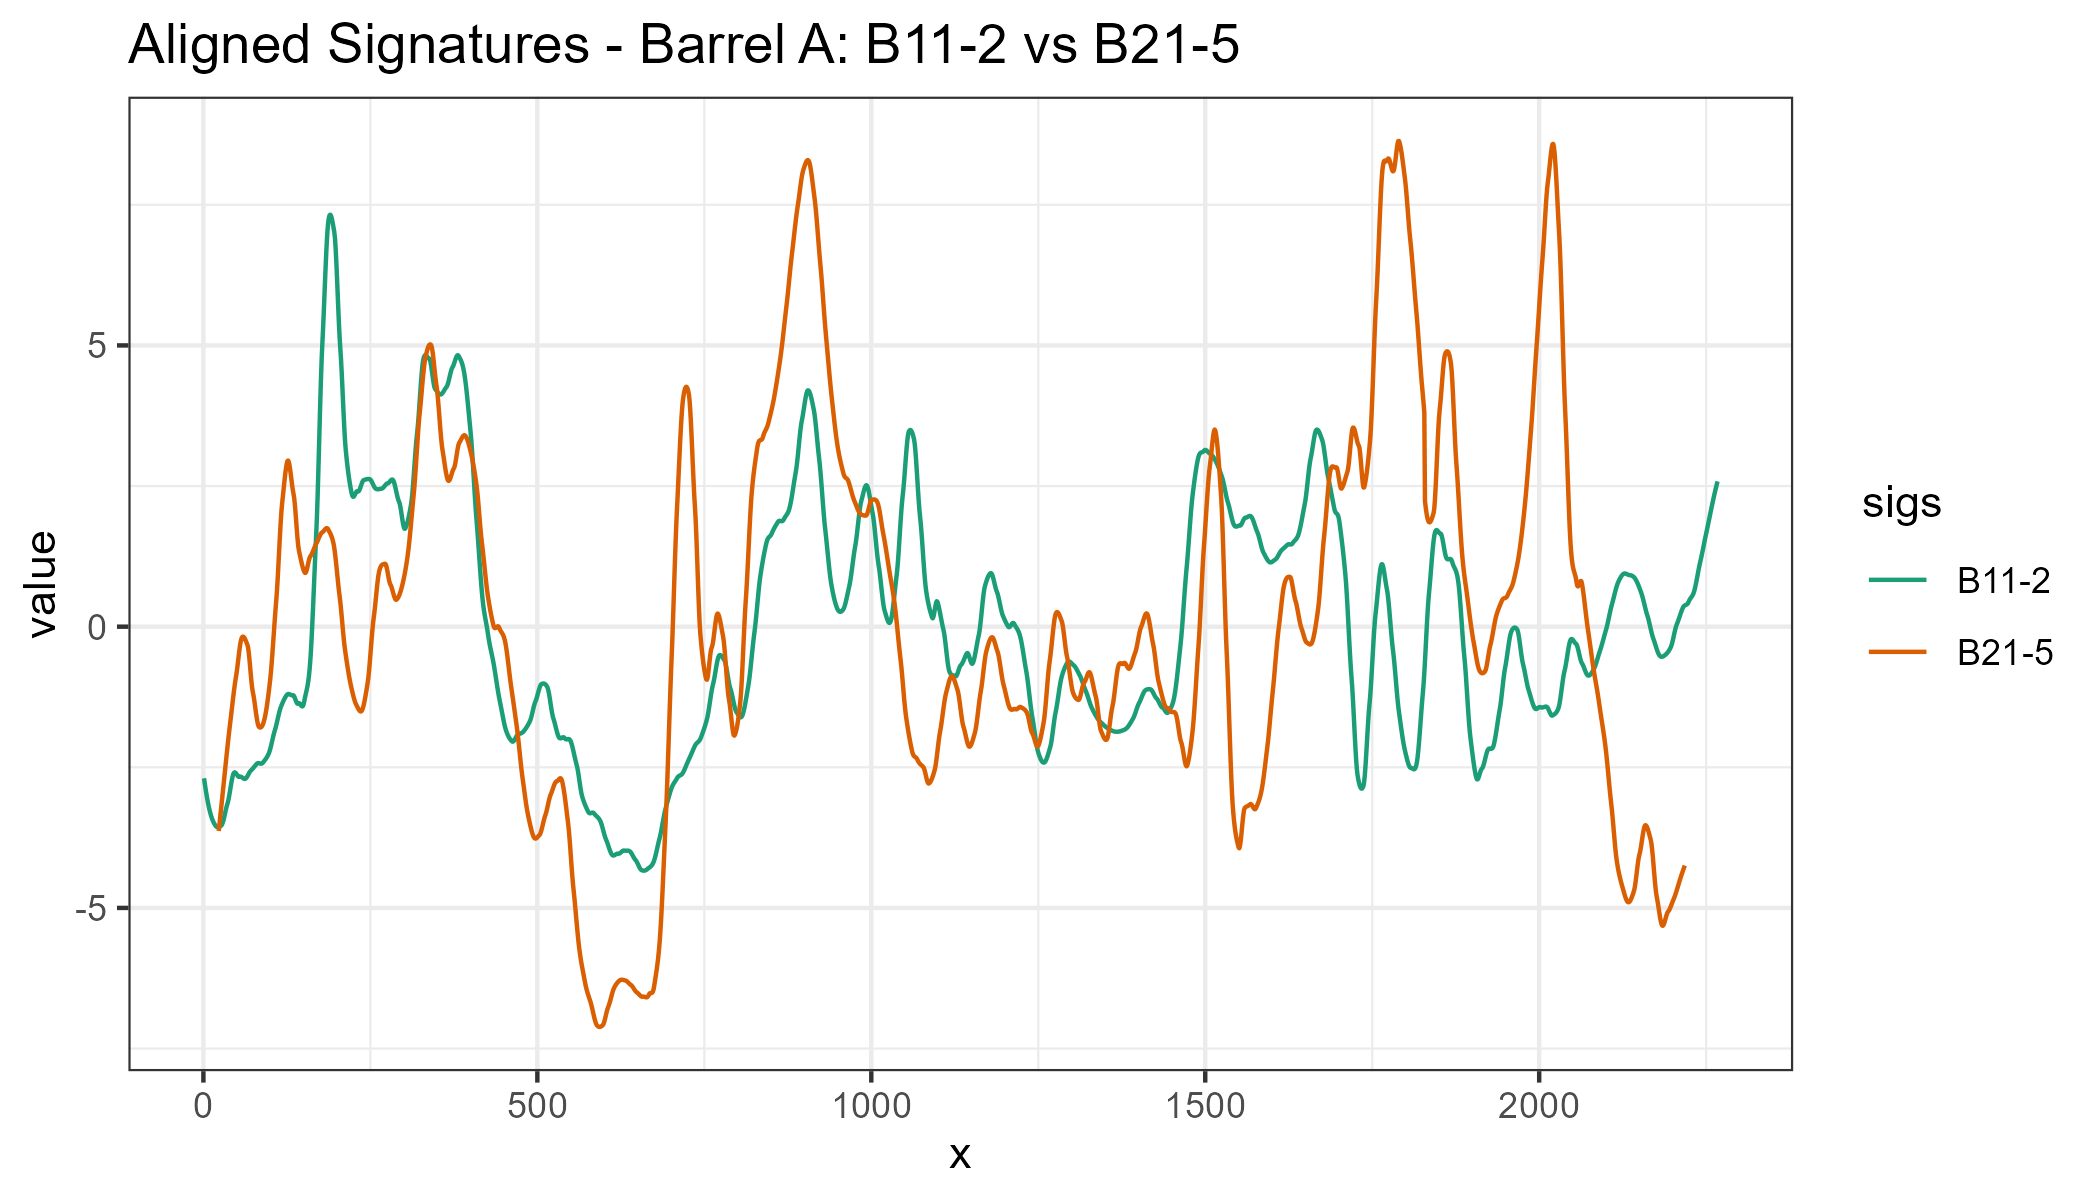 Aligned Signatures - Barrel A: B11-2 vs B21-5
value
5
0
-5
0
500
1000
1500
2000
x
sigs
B11-2
B21-5